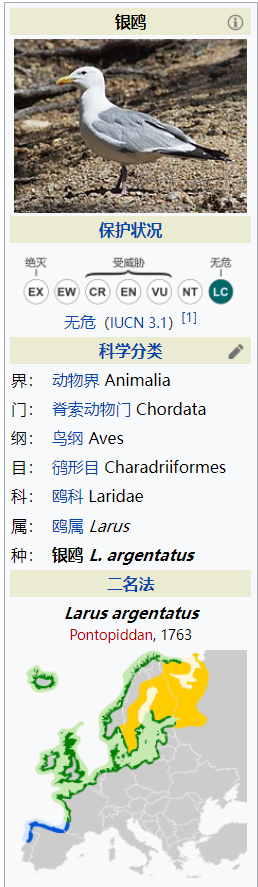 银鸥
保护状况
绝灭 受威胁 无危
EX EW CR EN VU NT LC
无危（IUCN 3.1）[1]
科学分类
界： 动物界 Animalia
门： 脊索动物门 Chordata
纲： 鸟纲 Aves
目： 鸻形目 Charadriiformes
科： 鸥科 Laridae
属： 鸥属 Larus
种： 银鸥 L. argentatus
二名法
Larus argentatus
Pontopiddan, 1763